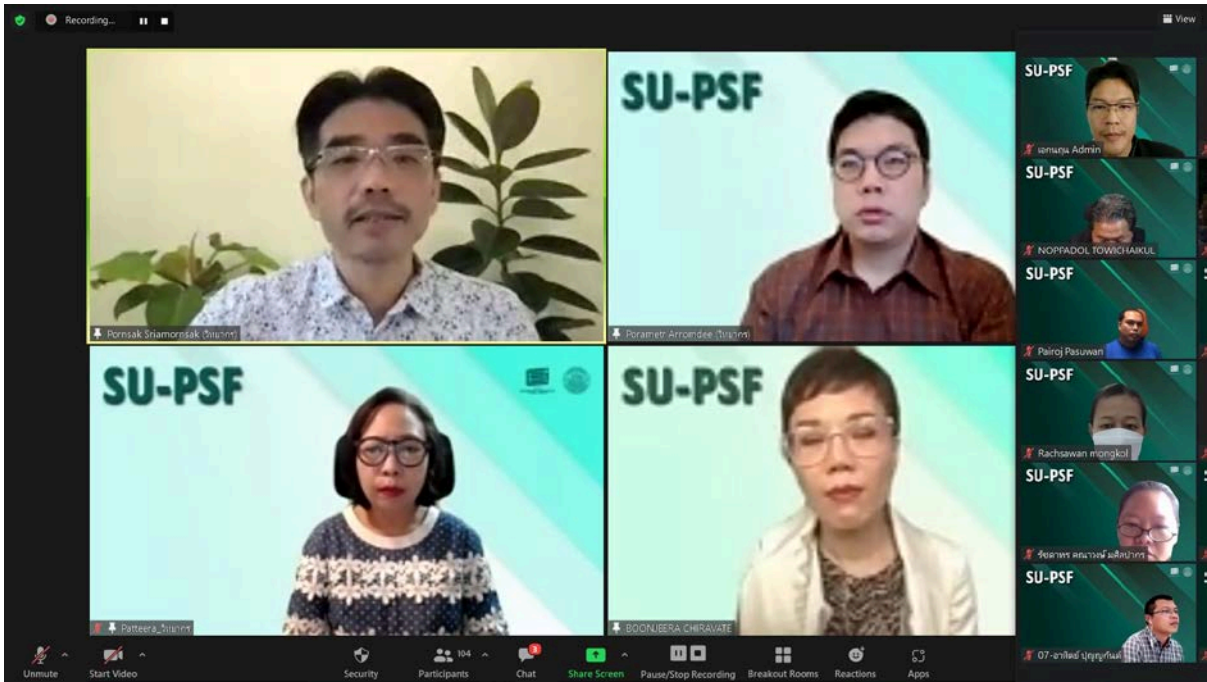 Recording...
View
SU-PSF
Pornsak Sriamornsak (วิทยากร)
Porametr Arromdee (วิทยากร)
SU-PSF
Patteera_วิทยากร
SU-PSF
BOONJEERA CHIRAVATE
SU-PSF
เอกนฤน Admin
SU-PSF
NOPPADOL TOWICHAIKUL
SU-PSF
Pairoj Pasuwan
SU-PSF
Rachsawan mongkol
SU-PSF
SU-PSF
Unmute
Start Video
Security
Participants
104
Chat
3
Share Screen
Pause/Stop Recording
Breakout Rooms
Reactions
Apps